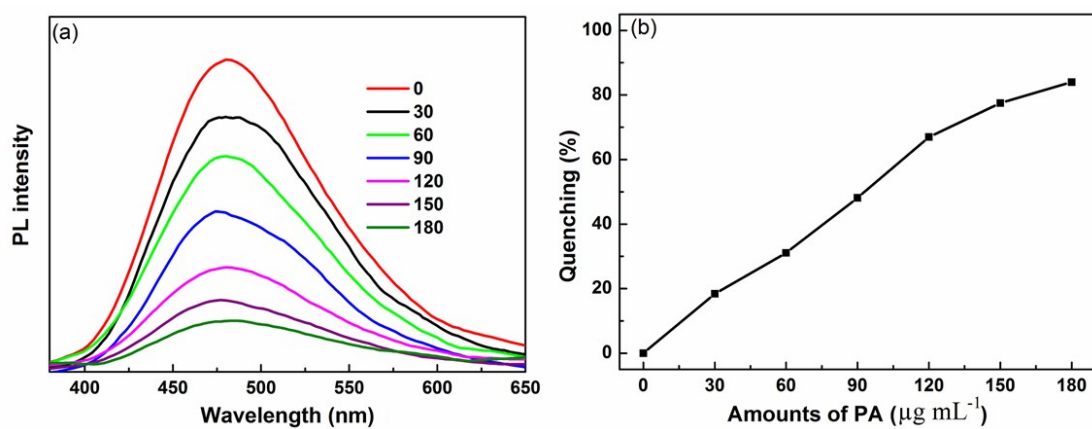 (a)
PL intensity
0
30
60
90
120
150
180
400 450 500 550 600 650
Wavelength (nm)
(b)
Quenching (%)
100
80
60
40
20
0
0 30 60 90 120 150 180
Amounts of PA (µg mL⁻¹)